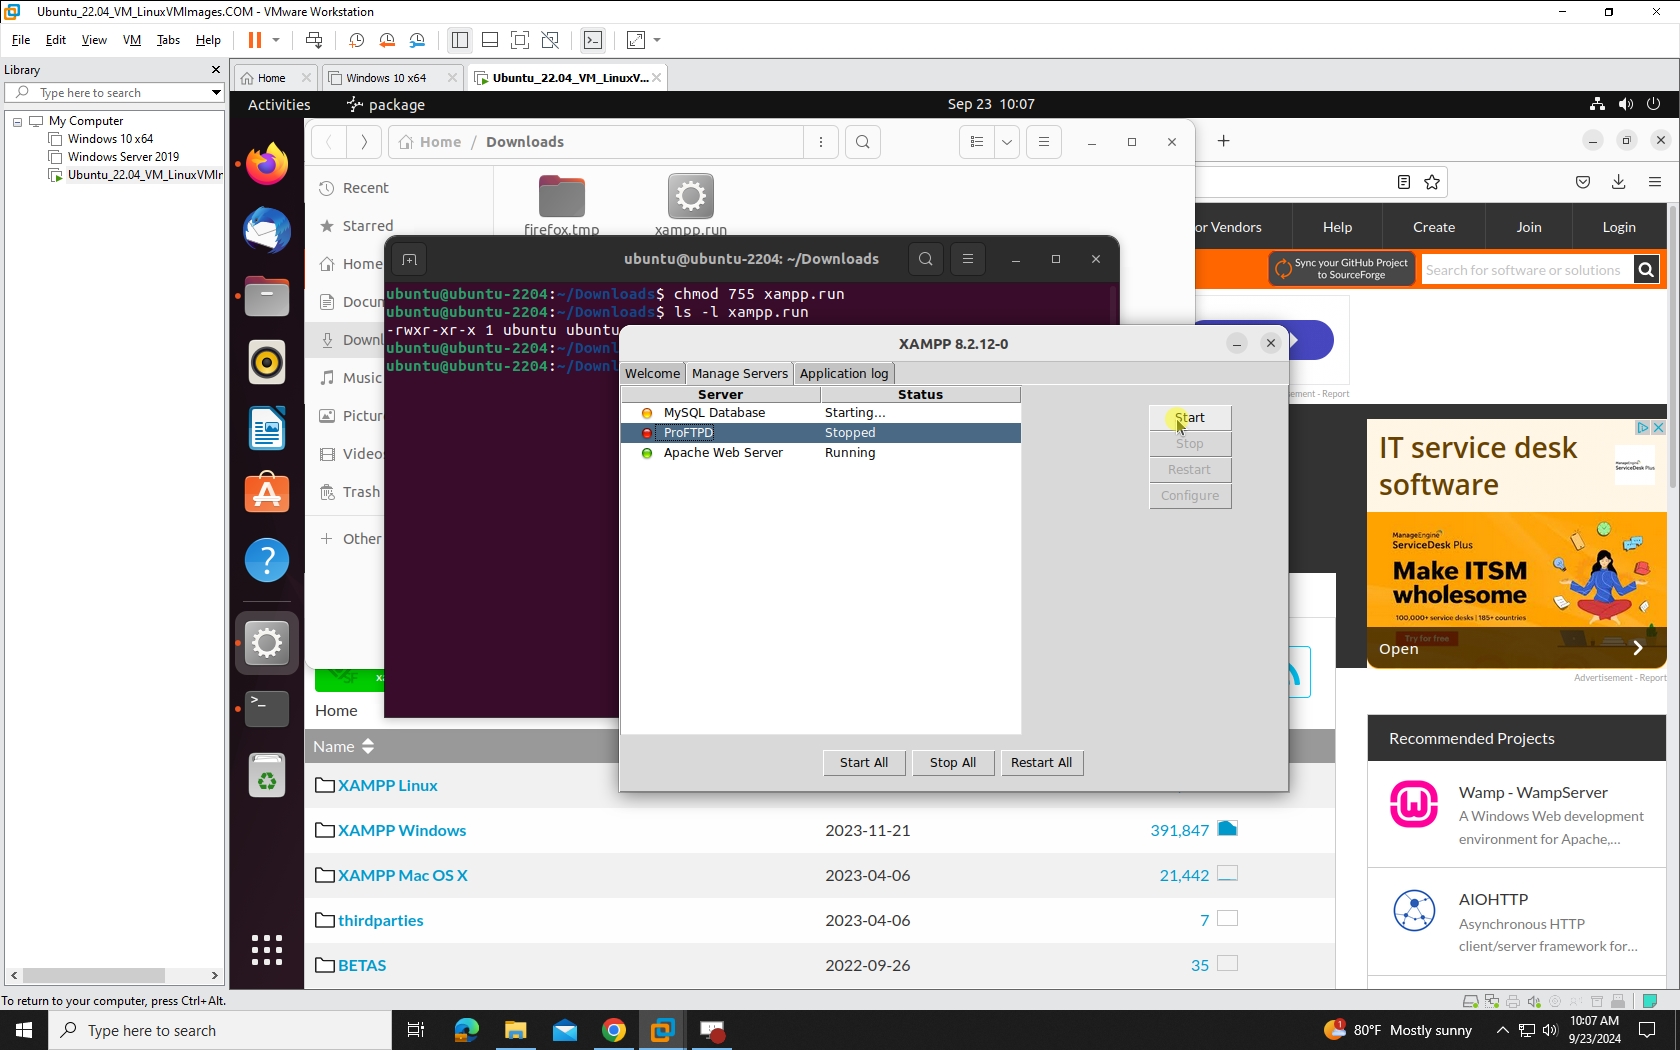 Ubuntu_22.04_VM_LinuxVMImages.COM - VMware Workstation
File Edit View VM Tabs Help
Library
Type here to search
My Computer
Windows 10 x64
Windows Server 2019
Ubuntu_22.04_VM_LinuxVMIr
Home
Windows 10 x64
Ubuntu_22.04_VM_LinuxV...
Activities
package
Sep 23 10:07
Home / Downloads
Recent
Starred
Home
Docun
Downl
Music
Pictur
Video
Trash
+ Other
firefox.tmp
xampp.run
ubuntu@ubuntu-2204: ~/Downloads
ubuntu@ubuntu-2204:~/Downloads$ chmod 755 xampp.run
ubuntu@ubuntu-2204:~/Downloads$ ls -l xampp.run
-rwxr-xr-x 1 ubuntu ubuntu
ubuntu@ubuntu-2204:~/Downl
ubuntu@ubuntu-2204:~/Downl
XAMPP 8.2.12-0
Welcome
Manage Servers
Application log
Server Status
MySQL Database Starting...
ProFTPD Stopped
Apache Web Server Running
Start
Stop
Restart
Configure
Start All
Stop All
Restart All
or Vendors
Help
Create
Join
Login
Sync your GitHub Project
to SourceForge
Search for software or solutions
ement - Report
IT service desk
software
ManageEngine
ServiceDesk Plus
ManageEngine
ServiceDesk Plus
Make ITSM
wholesome
100,000+ service desks | 185+ countries
Try for free
Open
Advertisement - Report
Home
Name
XAMPP Linux
XAMPP Windows 2023-11-21 391,847
XAMPP Mac OS X 2023-04-06 21,442
thirdparties 2023-04-06 7
BETAS 2022-09-26 35
Recommended Projects
Wamp - WampServer
A Windows Web development
environment for Apache,...
AIOHTTP
Asynchronous HTTP
client/server framework for...
To return to your computer, press Ctrl+Alt.
Type here to search
80°F Mostly sunny
10:07 AM
9/23/2024